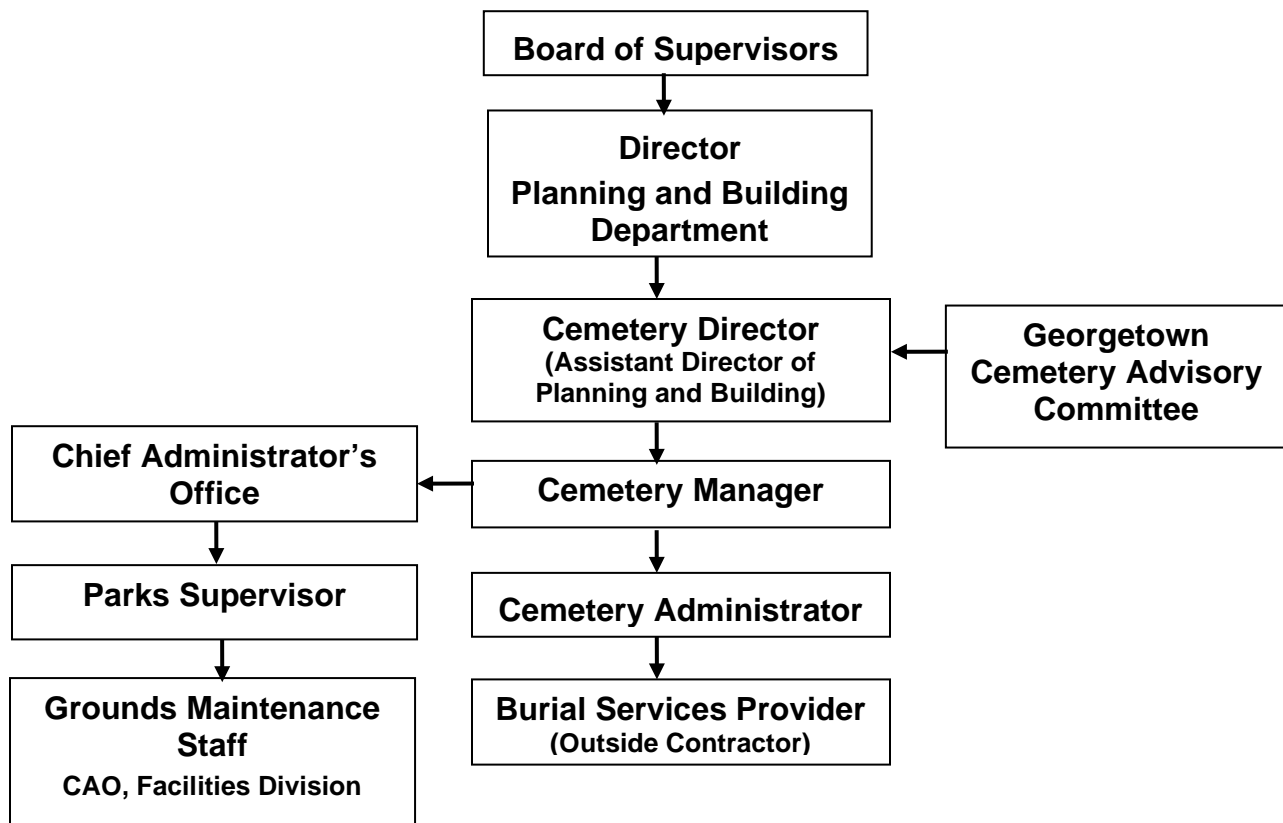 Board of Supervisors
Director
Planning and Building
Department
Cemetery Director
(Assistant Director of
Planning and Building)
Georgetown
Cemetery Advisory
Committee
Chief Administrator’s
Office
Cemetery Manager
Parks Supervisor
Cemetery Administrator
Grounds Maintenance
Staff
CAO, Facilities Division
Burial Services Provider
(Outside Contractor)